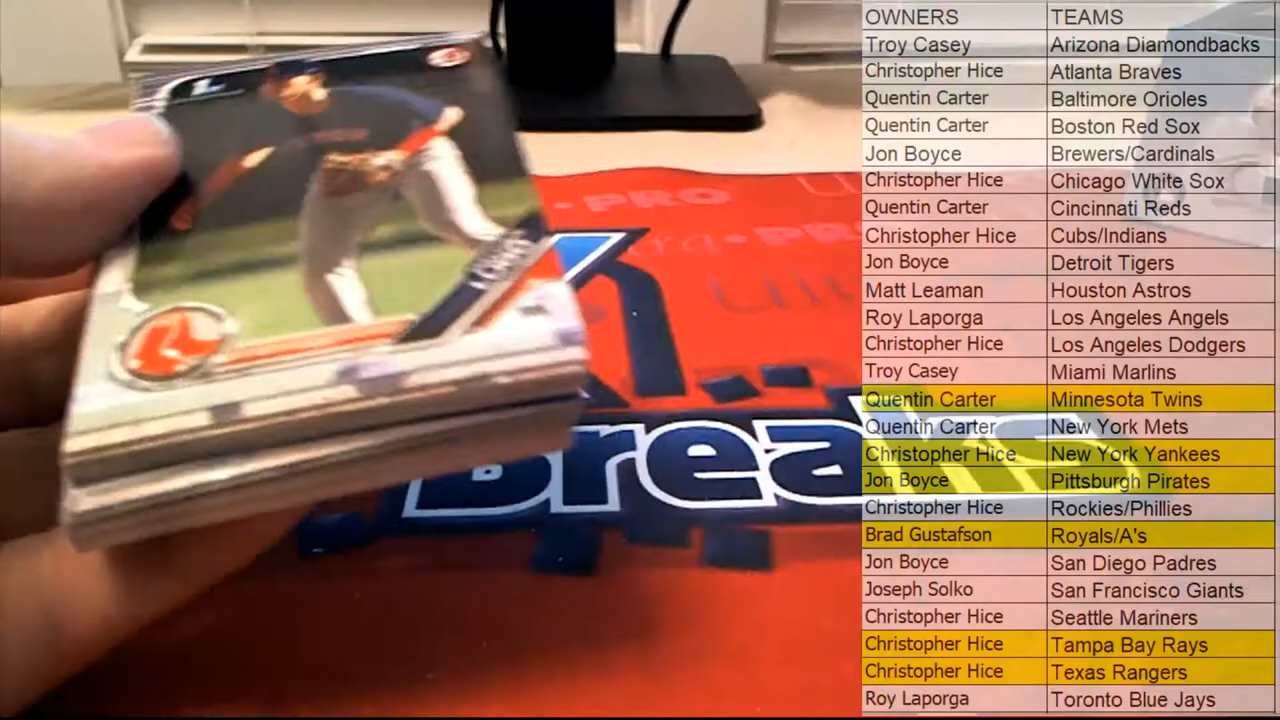 OWNERS TEAMS
Troy Casey Arizona Diamondbacks
Christopher Hice Atlanta Braves
Quentin Carter Baltimore Orioles
Quentin Carter Boston Red Sox
Jon Boyce Brewers/Cardinals
Christopher Hice Chicago White Sox
Quentin Carter Cincinnati Reds
Christopher Hice Cubs/Indians
Jon Boyce Detroit Tigers
Matt Leaman Houston Astros
Roy Laporga Los Angeles Angels
Christopher Hice Los Angeles Dodgers
Troy Casey Miami Marlins
Quentin Carter Minnesota Twins
Quentin Carter New York Mets
Christopher Hice New York Yankees
Jon Boyce Pittsburgh Pirates
Christopher Hice Rockies/Phillies
Brad Gustafson Royals/A's
Jon Boyce San Diego Padres
Joseph Solko San Francisco Giants
Christopher Hice Seattle Mariners
Christopher Hice Tampa Bay Rays
Christopher Hice Texas Rangers
Roy Laporga Toronto Blue Jays
-PRO
Breaks